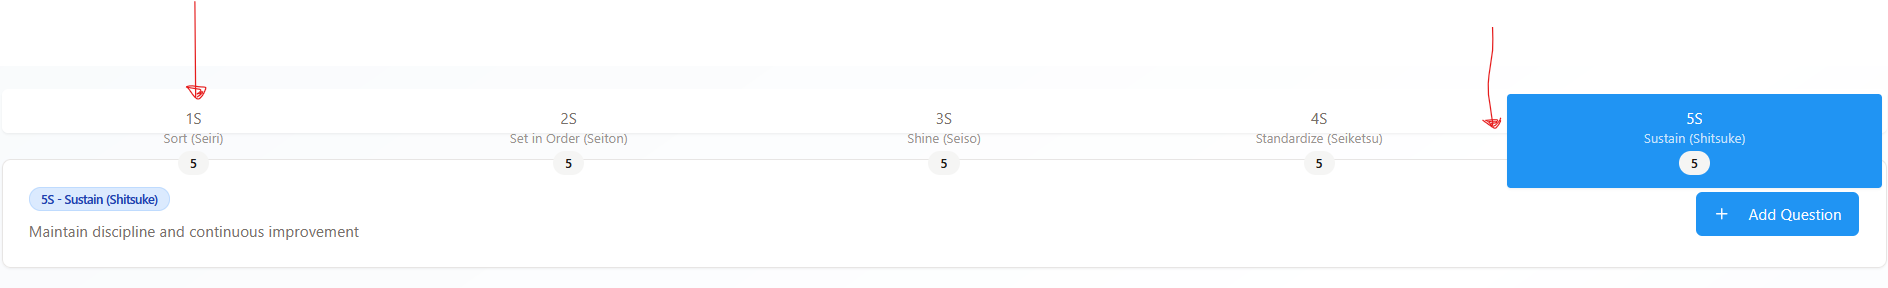 1S
Sort (Seiri)
5
2S
Set in Order (Seiton)
5
3S
Shine (Seiso)
5
4S
Standardize (Seiketsu)
5
5S
Sustain (Shitsuke)
5
5S - Sustain (Shitsuke)
Maintain discipline and continuous improvement
+ Add Question